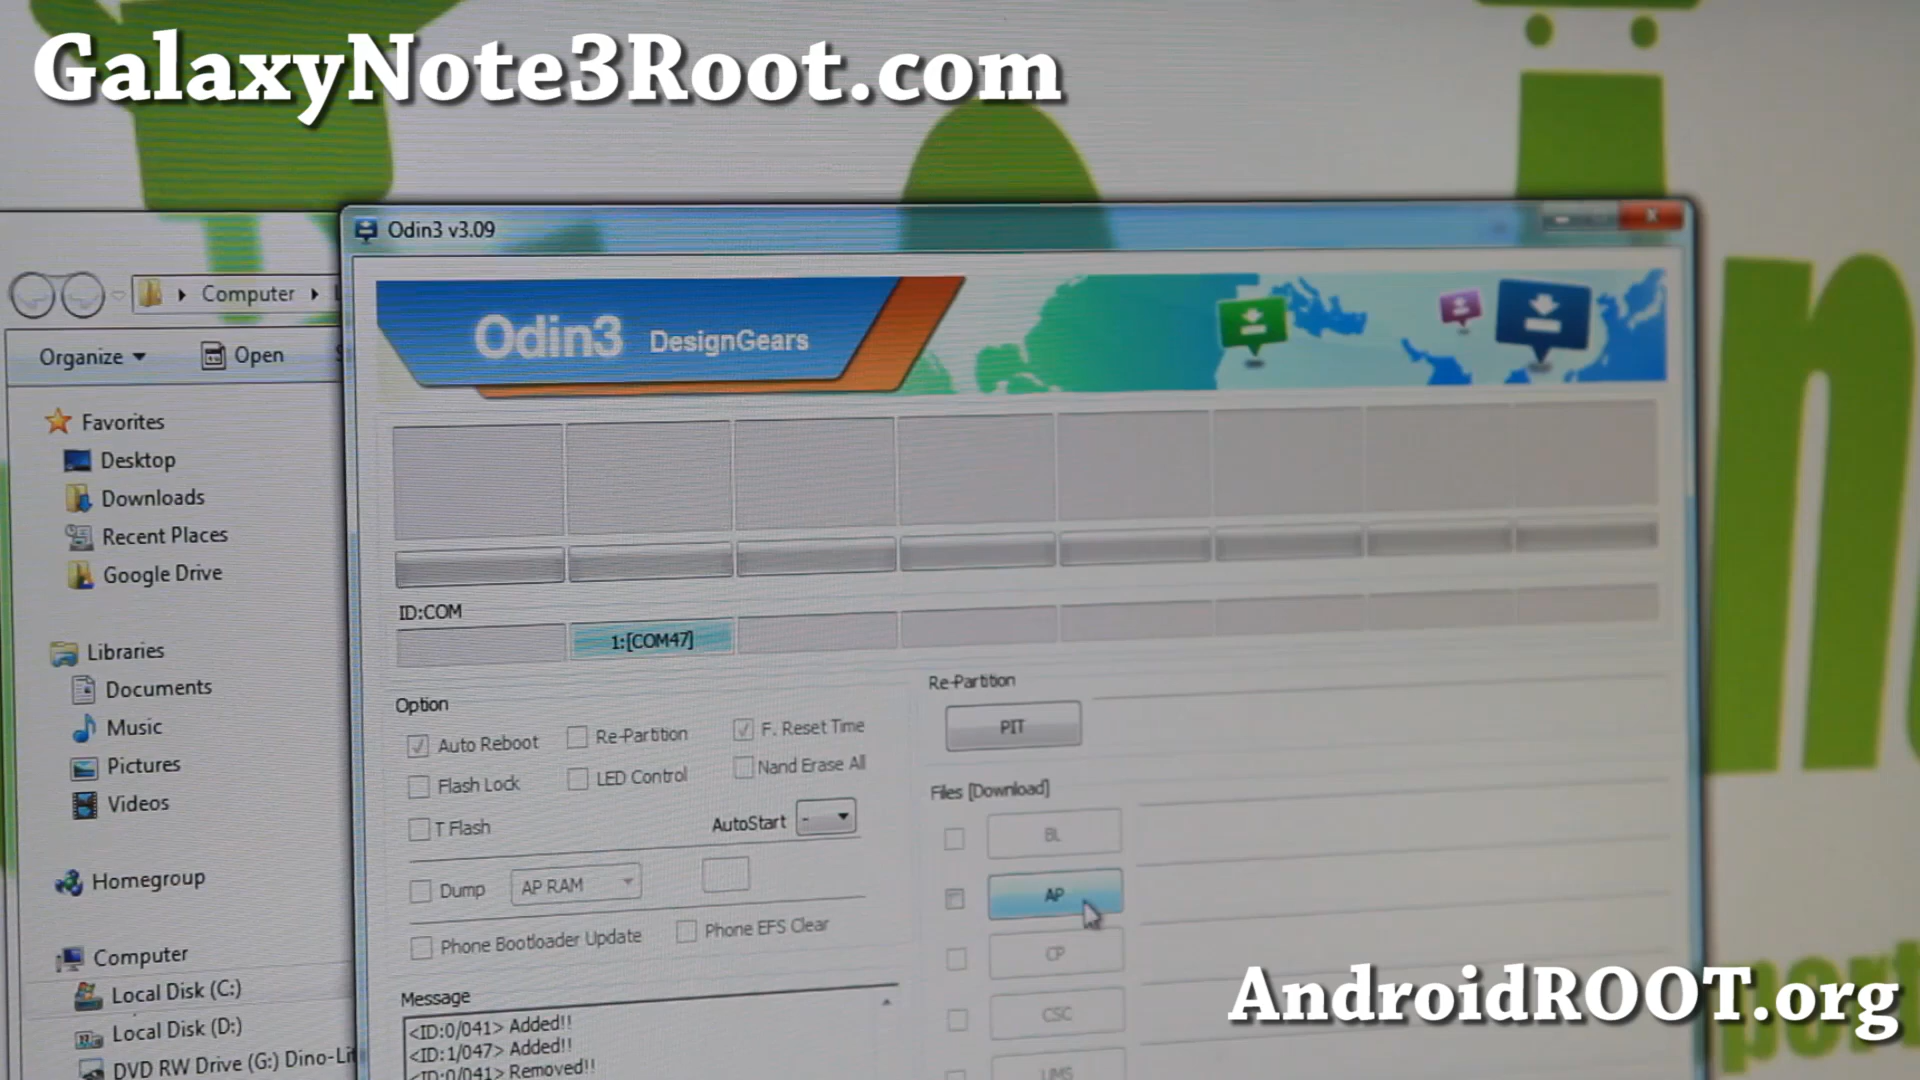 GalaxyNote3Root.com
Odin3 v3.09
Computer
Organize
Open
Odin3 DesignGears
Favorites
Desktop
Downloads
Recent Places
Google Drive
Libraries
Documents
Music
Pictures
Videos
Homegroup
Computer
Local Disk (C:)
Local Disk (D:)
DVD RW Drive (G:) Dino-Lit
ID:COM
1:[COM47]
Option
Auto Reboot
Re-Partition
F. Reset Time
Flash Lock
LED Control
Nand Erase All
T Flash
AutoStart -
Dump
AP RAM
Phone Bootloader Update
Phone EFS Clear
Message
<ID:0/041> Added!!
<ID:1/047> Added!!
<ID:0/041> Removed!!
Re-Partition
PIT
Files [Download]
BL
AP
CP
CSC
UMS
AndroidROOT.org